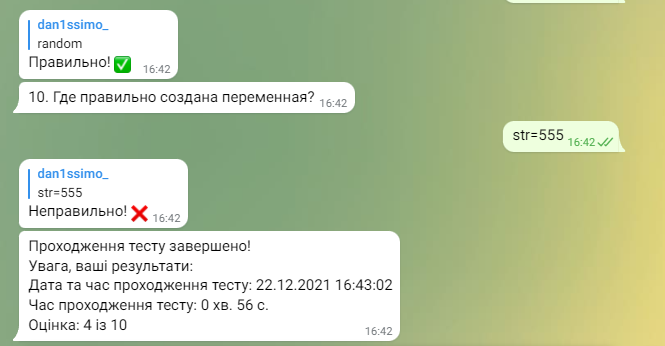 dan1ssimo_
random
Правильно! ✅ 16:42
10. Где правильно создана переменная? 16:42
str=555 16:42
dan1ssimo_
str=555
Неправильно! ❌ 16:42
Проходження тесту завершено!
Увага, ваші результати:
Дата та час проходження тесту: 22.12.2021 16:43:02
Час проходження тесту: 0 хв. 56 с.
Оцінка: 4 із 10 16:42